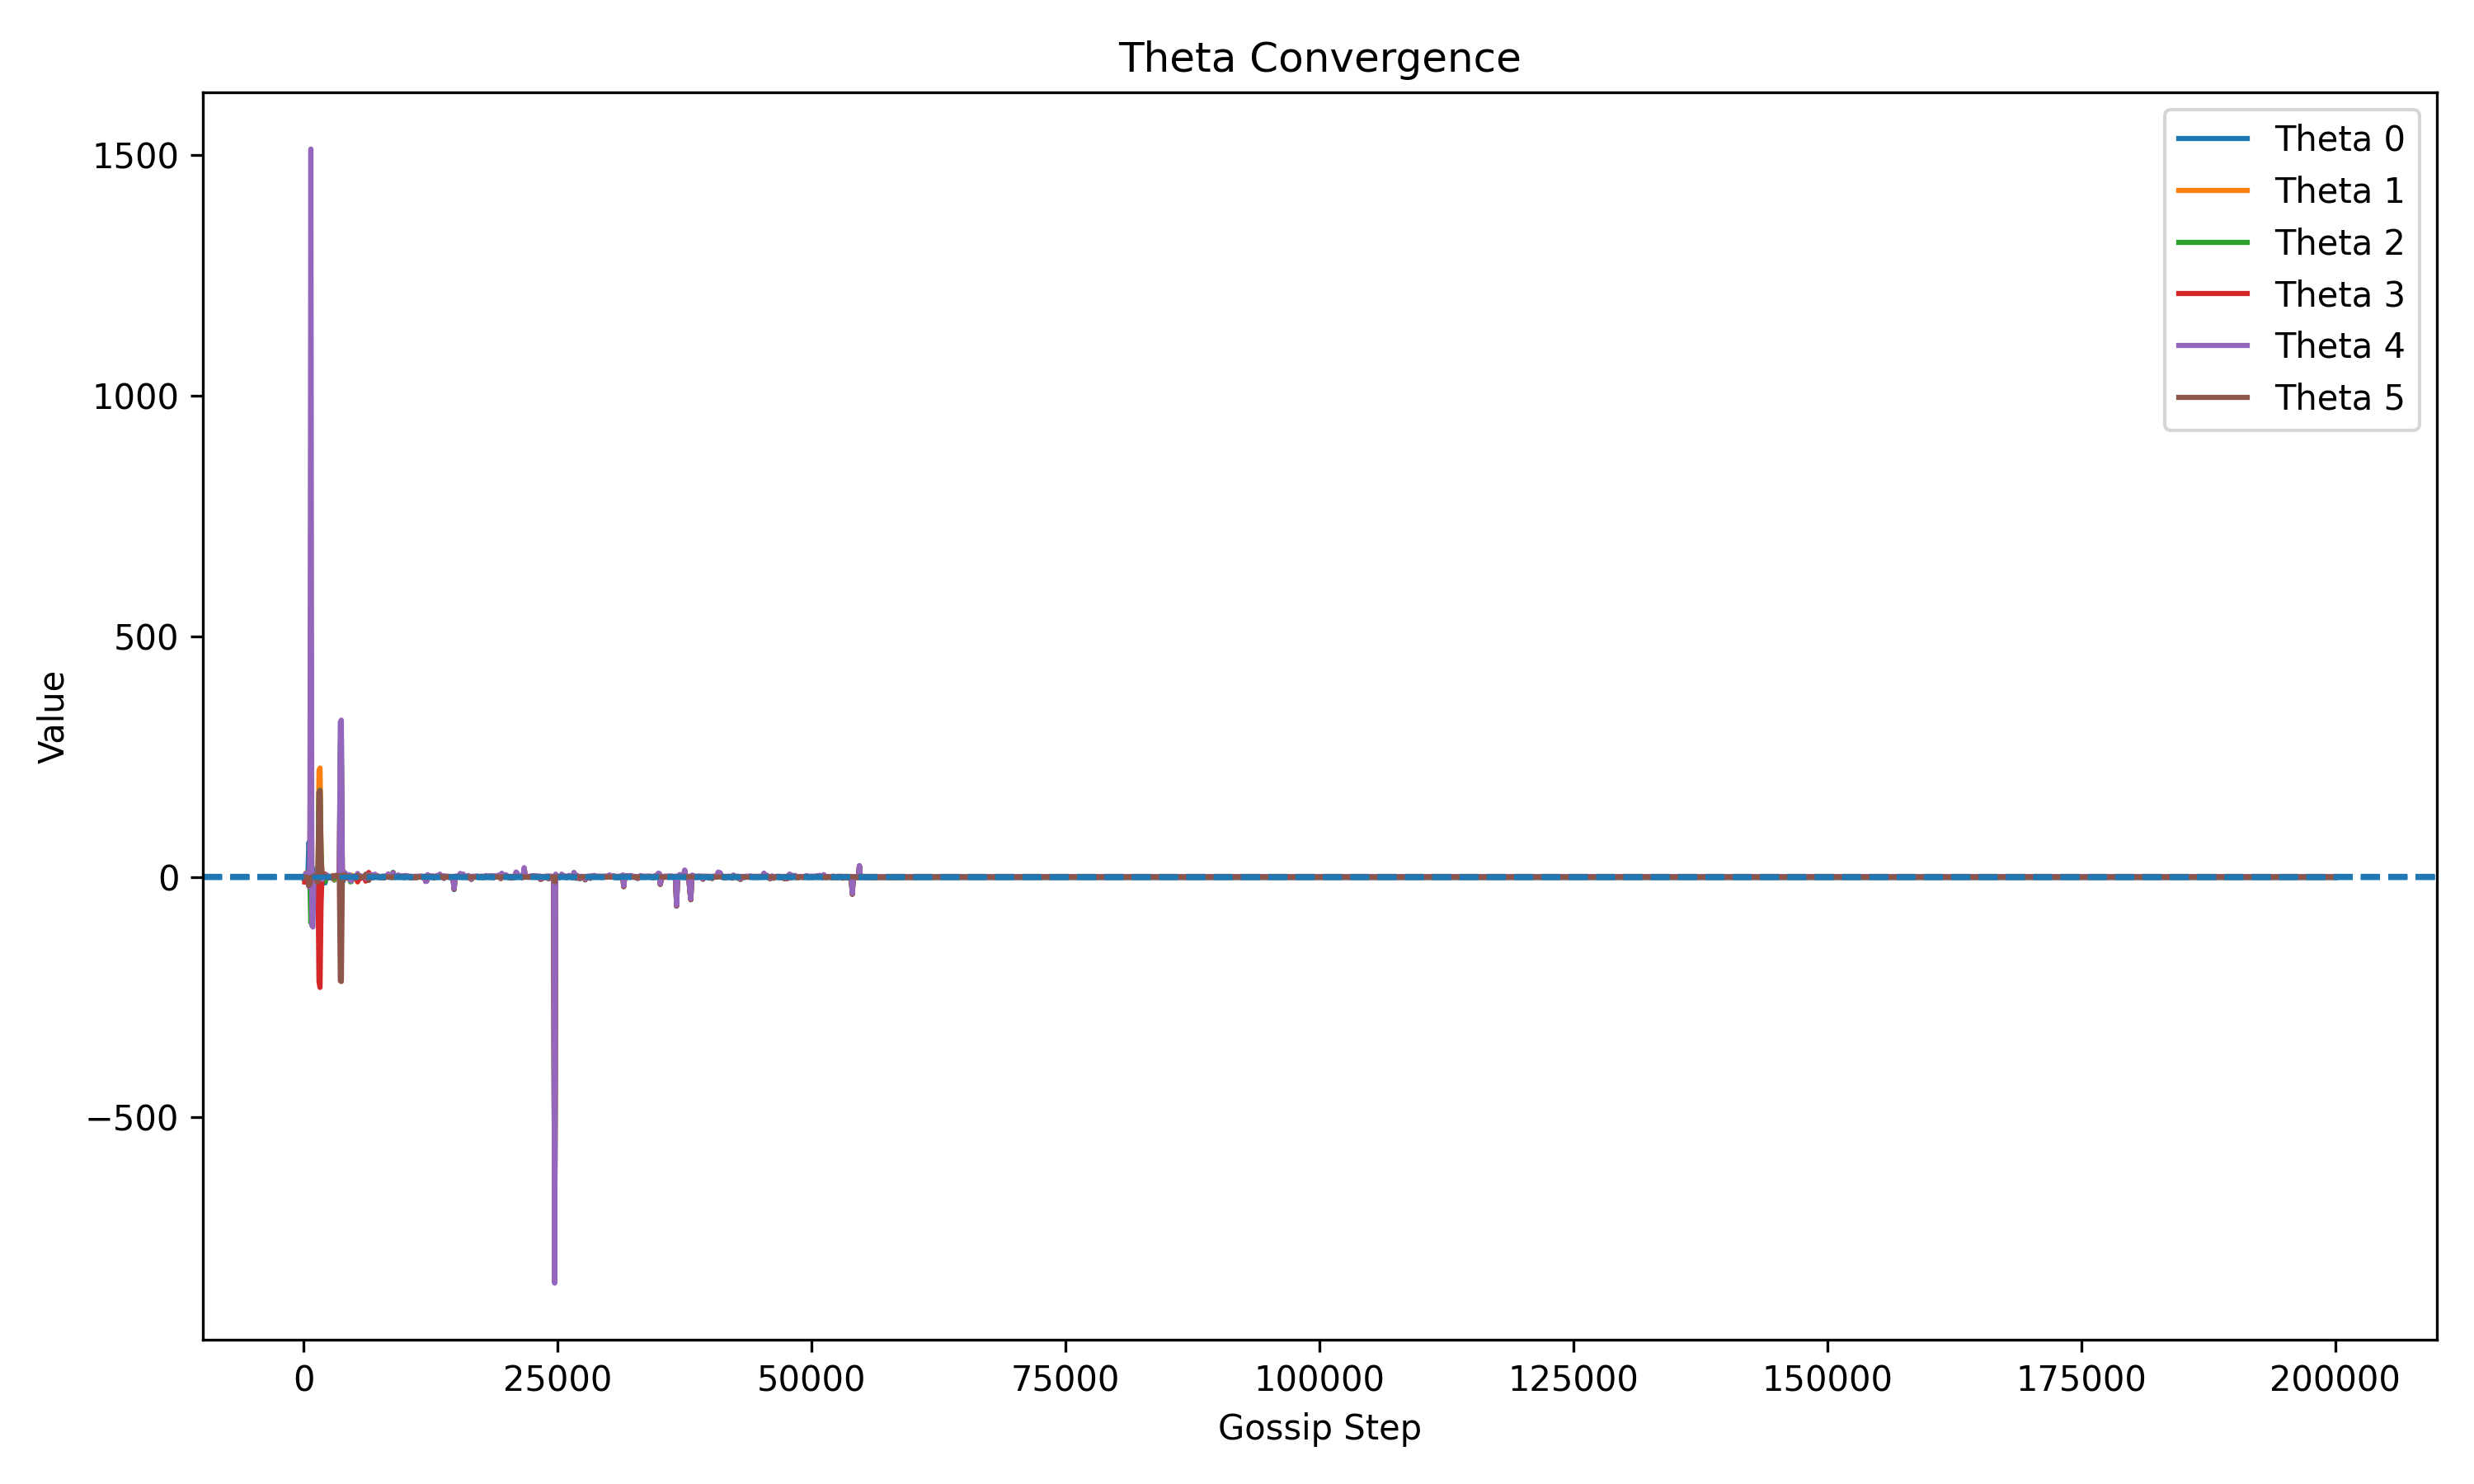 Theta Convergence
Theta 0
Theta 1
Theta 2
Theta 3
Theta 4
Theta 5
1500
1000
500
0
−500
Value
0 25000 50000 75000 100000 125000 150000 175000 200000
Gossip Step